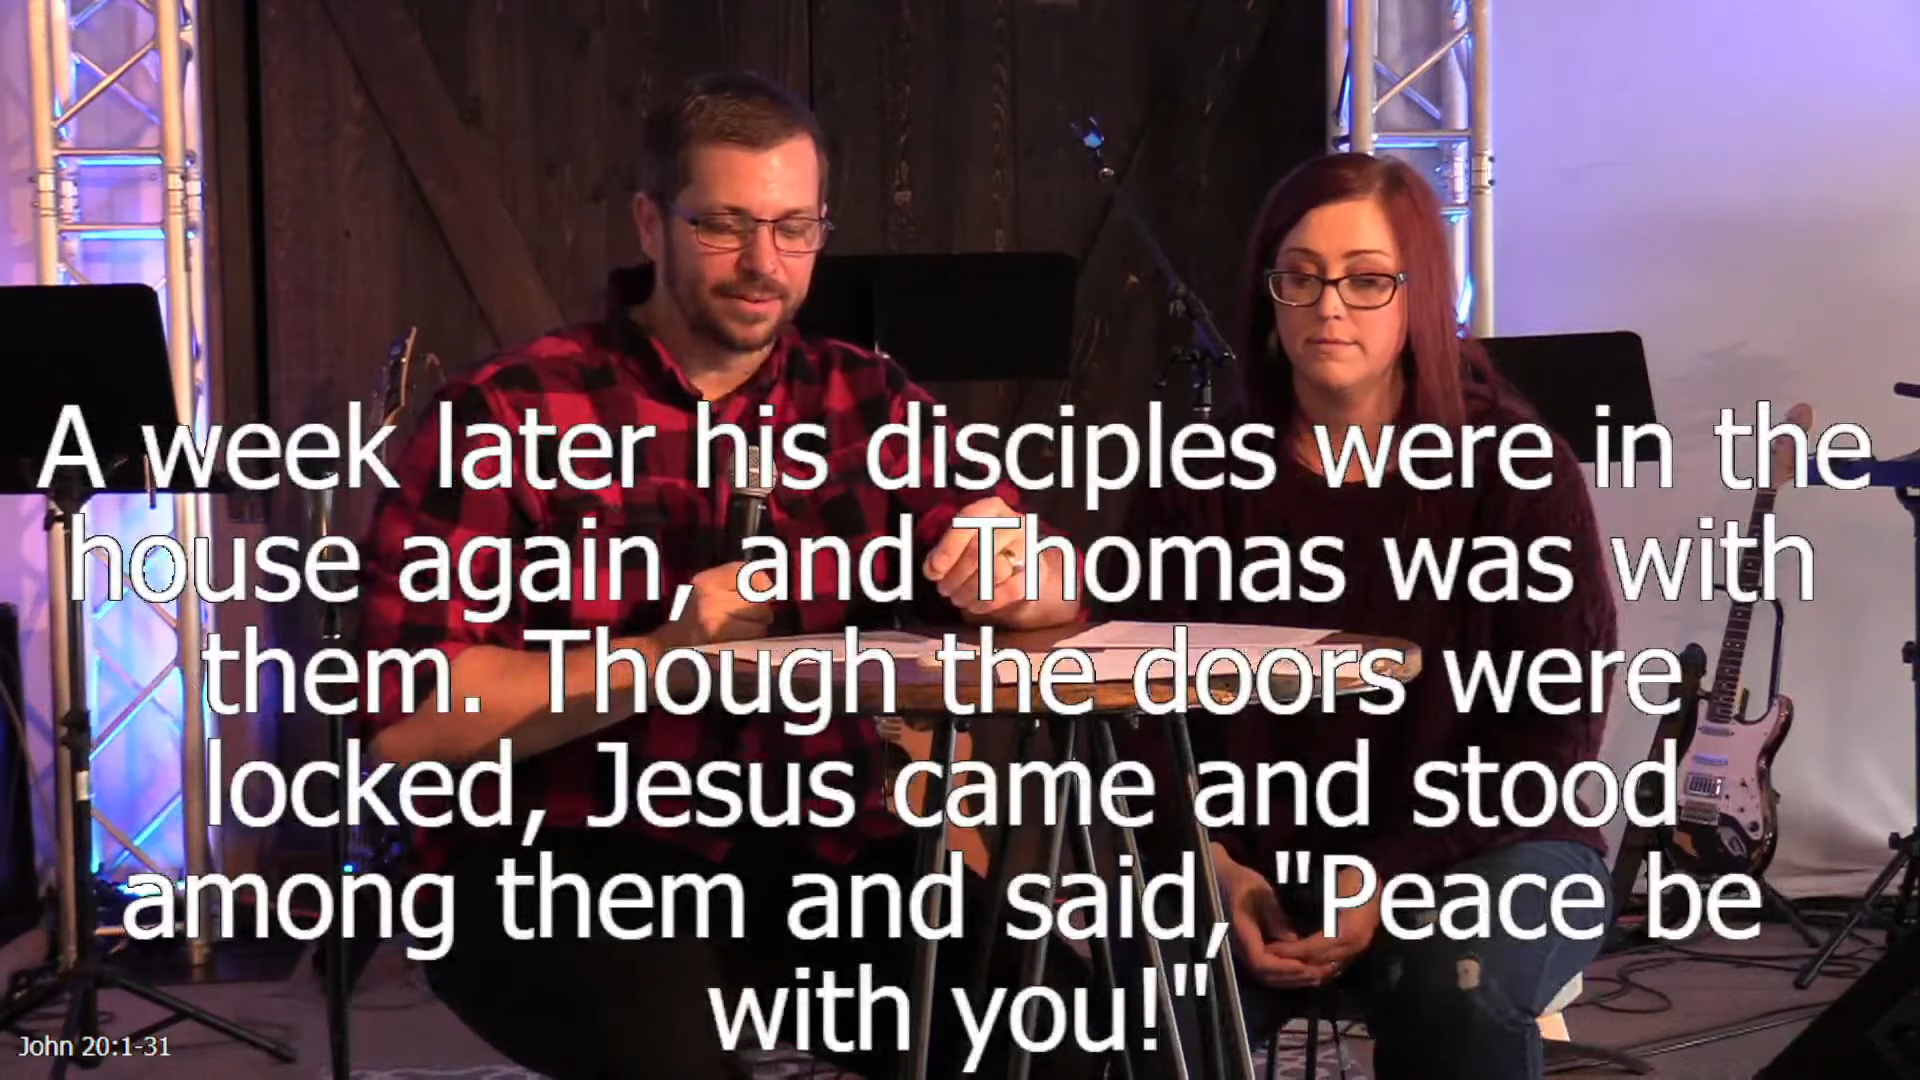 A week later his disciples were in the
house again, and Thomas was with
them. Though the doors were
locked, Jesus came and stood
among them and said, "Peace be
with you!"
John 20:1-31